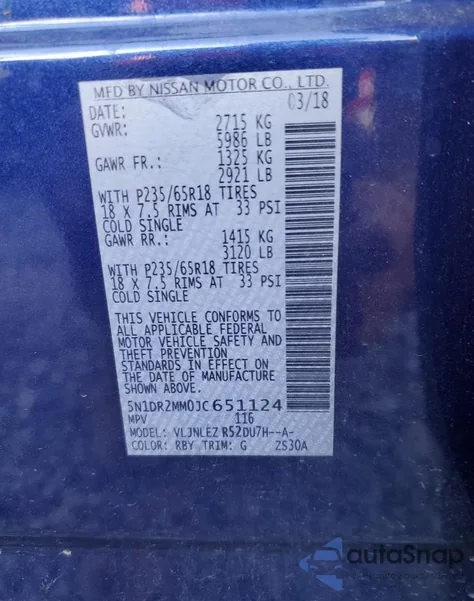 MFD BY NISSAN MOTOR CO., LTD.
DATE: 03/18
GVWR: 2715 KG
5986 LB
GAWR FR.: 1325 KG
2921 LB
WITH P235/65R18 TIRES
18 X 7.5 RIMS AT 33 PSI
COLD SINGLE
GAWR RR.: 1415 KG
3120 LB
WITH P235/65R18 TIRES
18 X 7.5 RIMS AT 33 PSI
COLD SINGLE
THIS VEHICLE CONFORMS TO
ALL APPLICABLE FEDERAL
MOTOR VEHICLE SAFETY AND
THEFT PREVENTION
STANDARDS IN EFFECT ON
THE DATE OF MANUFACTURE
SHOWN ABOVE.
5N1DR2MM0JC651124
MPV 116
MODEL: VLJNLEZ R52DU7H--A-
COLOR: RBY TRIM: G ZS30A
autoSnap